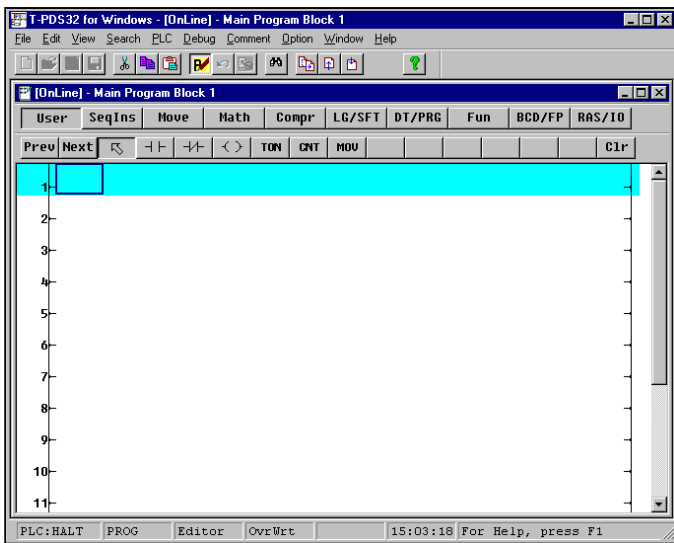 T-PDS32 for Windows - [OnLine] - Main Program Block 1
File Edit View Search PLC Debug Comment Option Window Help
[OnLine] - Main Program Block 1
User SeqIns Move Math Compr LG/SFT DT/PRG Fun BCD/FP RAS/IO
Prev Next TON CNT MOV Clr
1
2
3
4
5
6
7
8
9
10
11
PLC:HALT PROG Editor OvrWrt 15:03:18 For Help, press F1